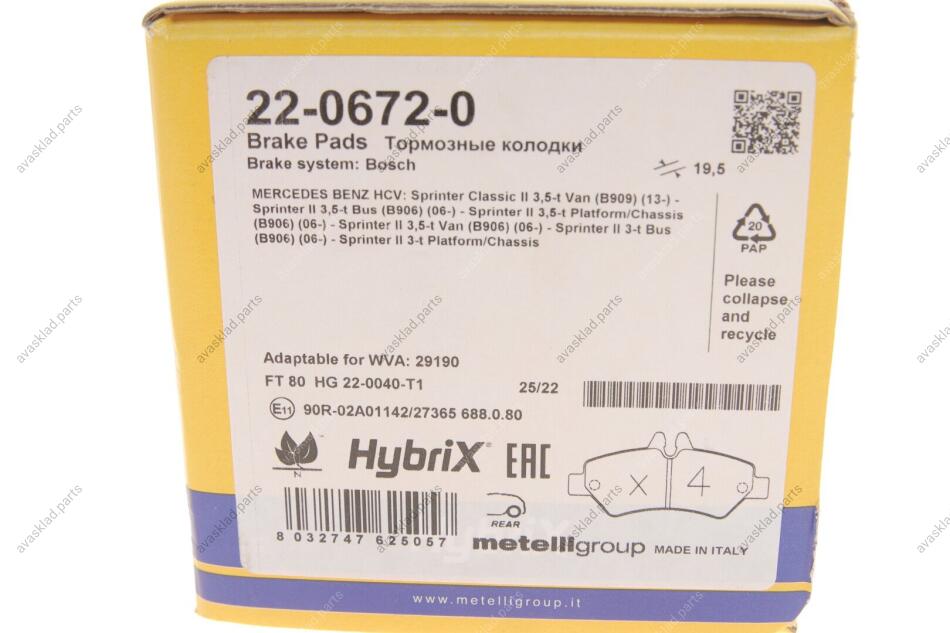 22-0672-0
Brake Pads Тормозные колодки
Brake system: Bosch
19,5
MERCEDES BENZ HCV: Sprinter Classic II 3,5-t Van (B909) (13-) -
Sprinter II 3,5-t Bus (B906) (06-) - Sprinter II 3,5-t Platform/Chassis
(B906) (06-) - Sprinter II 3,5-t Van (B906) (06-) - Sprinter II 3-t Bus
(B906) (06-) - Sprinter II 3-t Platform/Chassis
20
PAP
Please
collapse
and
recycle
Adaptable for WVA: 29190
FT 80 HG 22-0040-T1
25/22
E11 90R-02A01142/27365 688.0.80
N
HybriX® EAC
x 4
REAR
8 032747 625057
metelligroup MADE IN ITALY
HybriX
www.metelligroup.it
avasklad.parts